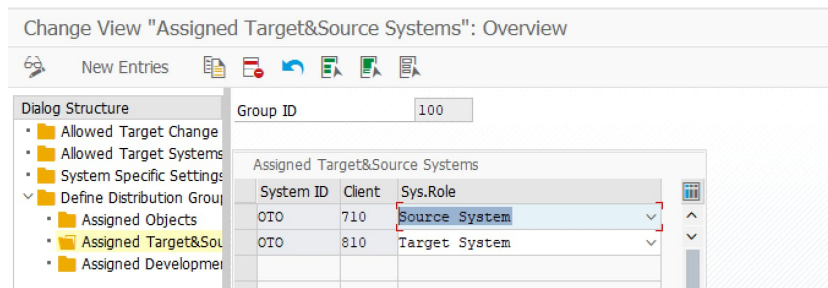 Change View "Assigned Target&Source Systems": Overview
New Entries
Dialog Structure
Allowed Target Change
Allowed Target Systems
System Specific Settings
Define Distribution Group
Assigned Objects
Assigned Target&Sou
Assigned Developmer
Group ID 100
Assigned Target&Source Systems
System ID Client Sys.Role
OTO 710 Source System
OTO 810 Target System